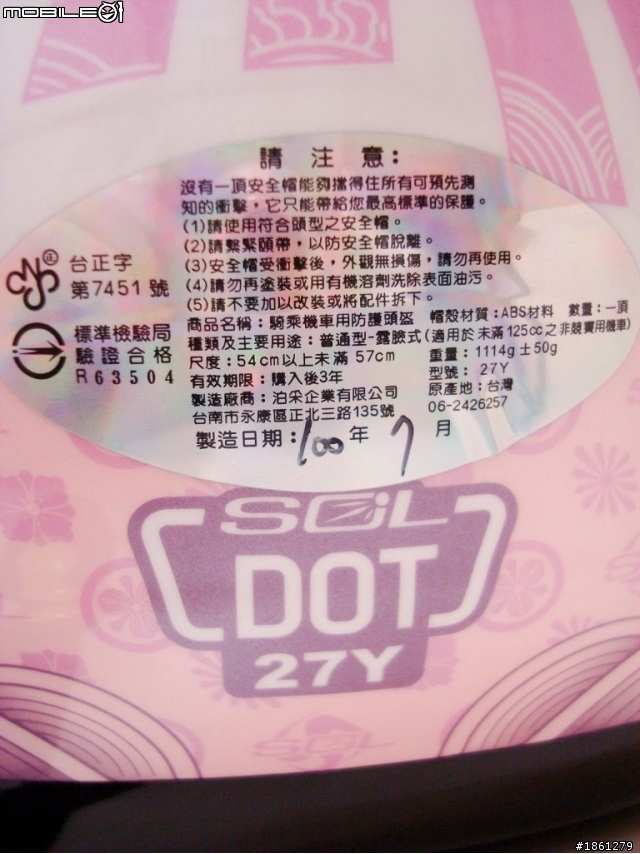 MOBILE01
請注意:
沒有一項安全帽能夠擋得住所有可預先測
知的衝擊，它只能帶給您最高標準的保護。
(1)請使用符合頭型之安全帽。
(2)請繫緊頤帶，以防安全帽脫離。
(3)安全帽受衝擊後，外觀無損傷，請勿再使用。
(4)請勿再塗裝或用有機溶劑洗除表面油污。
(5)請不要加以改裝或將配件拆下。
台正字
第7451號
標準檢驗局
驗證合格
R63504
商品名稱：騎乘機車用防護頭盔 帽殼材質：ABS材料 數量：一頂
種類及主要用途：普通型-露臉式(適用於未滿125cc之非競賽用機車)
尺度：54cm以上未滿57cm 重量：1114g±50g
有效期限：購入後3年 型號：27Y
製造廠商：泊采企業有限公司 原產地：台灣
台南市永康區正北三路135號 06-2426257
製造日期：100年7月
SOL
DOT
27Y
SOL
#1861279